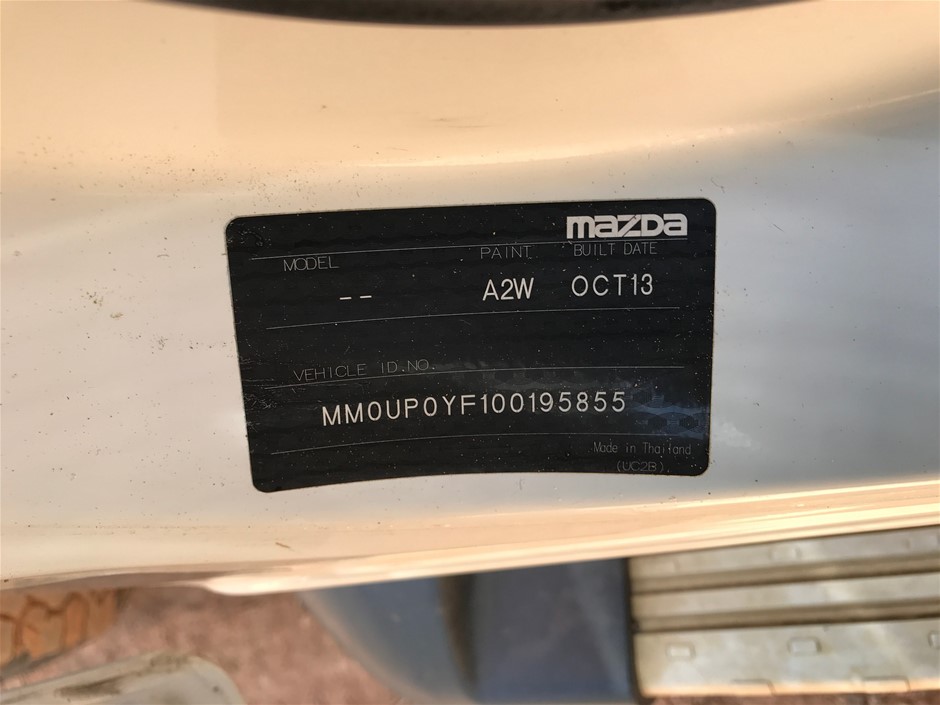 mazda
MODEL PAINT BUILT DATE
-- A2W OCT13
VEHICLE ID.NO.
MM0UP0YF100195855
Made in Thailand
(UC2B)